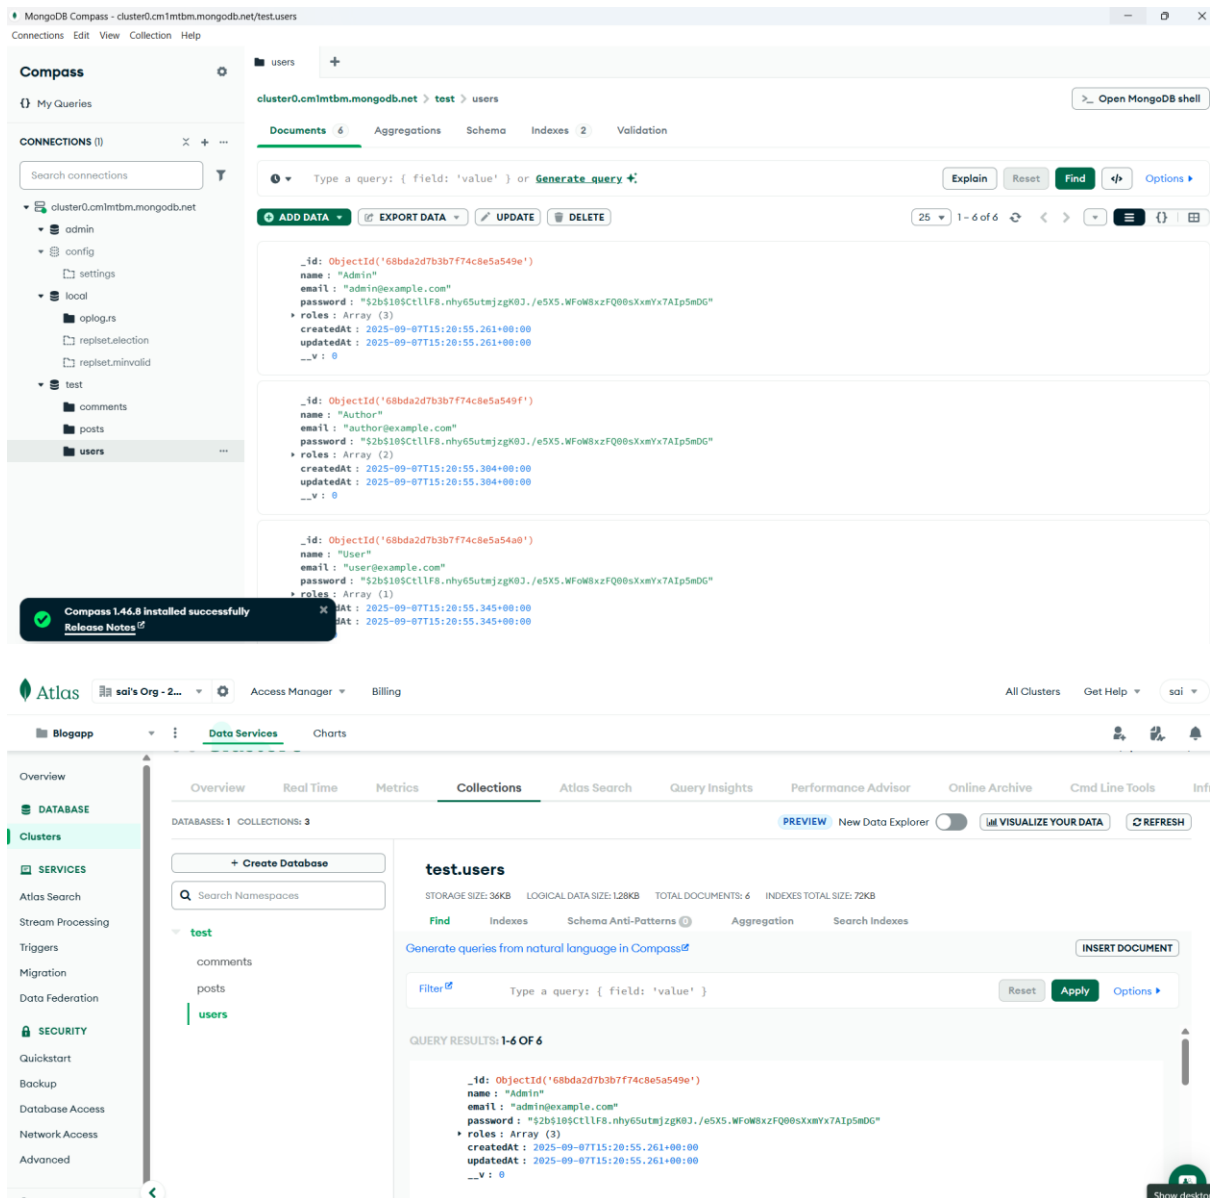 MongoDB Compass - cluster0.cm1mtbm.mongodb.net/test.users
Connections Edit View Collection Help
Compass
users
My Queries
cluster0.cm1mtbm.mongodb.net > test > users
>_ Open MongoDB shell
CONNECTIONS (1)
Documents 6 Aggregations Schema Indexes 2 Validation
Search connections
Type a query: { field: 'value' } or Generate query
Explain Reset Find </> Options
cluster0.cm1mtbm.mongodb.net
ADD DATA EXPORT DATA UPDATE DELETE
25 1 – 6 of 6
admin
config
settings
local
oplog.rs
replset.election
replset.minvalid
test
comments
posts
users
_id: ObjectId('68bda2d7b3b7f74c8e5a549e')
name : "Admin"
email : "admin@example.com"
password : "$2b$10$CtllF8.nhy65utmjzgK0J./e5X5.WFoW8xzFQ00sXxmYx7AIp5mDG"
roles : Array (3)
createdAt : 2025-09-07T15:20:55.261+00:00
updatedAt : 2025-09-07T15:20:55.261+00:00
__v : 0
_id: ObjectId('68bda2d7b3b7f74c8e5a549f')
name : "Author"
email : "author@example.com"
password : "$2b$10$CtllF8.nhy65utmjzgK0J./e5X5.WFoW8xzFQ00sXxmYx7AIp5mDG"
roles : Array (2)
createdAt : 2025-09-07T15:20:55.304+00:00
updatedAt : 2025-09-07T15:20:55.304+00:00
__v : 0
_id: ObjectId('68bda2d7b3b7f74c8e5a54a0')
name : "User"
email : "user@example.com"
password : "$2b$10$CtllF8.nhy65utmjzgK0J./e5X5.WFoW8xzFQ00sXxmYx7AIp5mDG"
roles : Array (1)
dAt : 2025-09-07T15:20:55.345+00:00
dAt : 2025-09-07T15:20:55.345+00:00
Compass 1.46.8 installed successfully
Release Notes
Atlas sai's Org - 2... Access Manager Billing All Clusters Get Help sai
Blogapp Data Services Charts
Overview
DATABASE
Clusters
SERVICES
Atlas Search
Stream Processing
Triggers
Migration
Data Federation
SECURITY
Quickstart
Backup
Database Access
Network Access
Advanced
Overview Real Time Metrics Collections Atlas Search Query Insights Performance Advisor Online Archive Cmd Line Tools
DATABASES: 1 COLLECTIONS: 3
PREVIEW New Data Explorer VISUALIZE YOUR DATA REFRESH
+ Create Database
Search Namespaces
test
comments
posts
users
test.users
STORAGE SIZE: 36KB LOGICAL DATA SIZE: 1.28KB TOTAL DOCUMENTS: 6 INDEXES TOTAL SIZE: 72KB
Find Indexes Schema Anti-Patterns 0 Aggregation Search Indexes
Generate queries from natural language in Compass
INSERT DOCUMENT
Filter Type a query: { field: 'value' } Reset Apply Options
QUERY RESULTS: 1-6 OF 6
_id: ObjectId('68bda2d7b3b7f74c8e5a549e')
name : "Admin"
email : "admin@example.com"
password : "$2b$10$CtllF8.nhy65utmjzgK0J./e5X5.WFoW8xzFQ00sXxmYx7AIp5mDG"
roles : Array (3)
createdAt : 2025-09-07T15:20:55.261+00:00
updatedAt : 2025-09-07T15:20:55.261+00:00
__v : 0
Show desktop